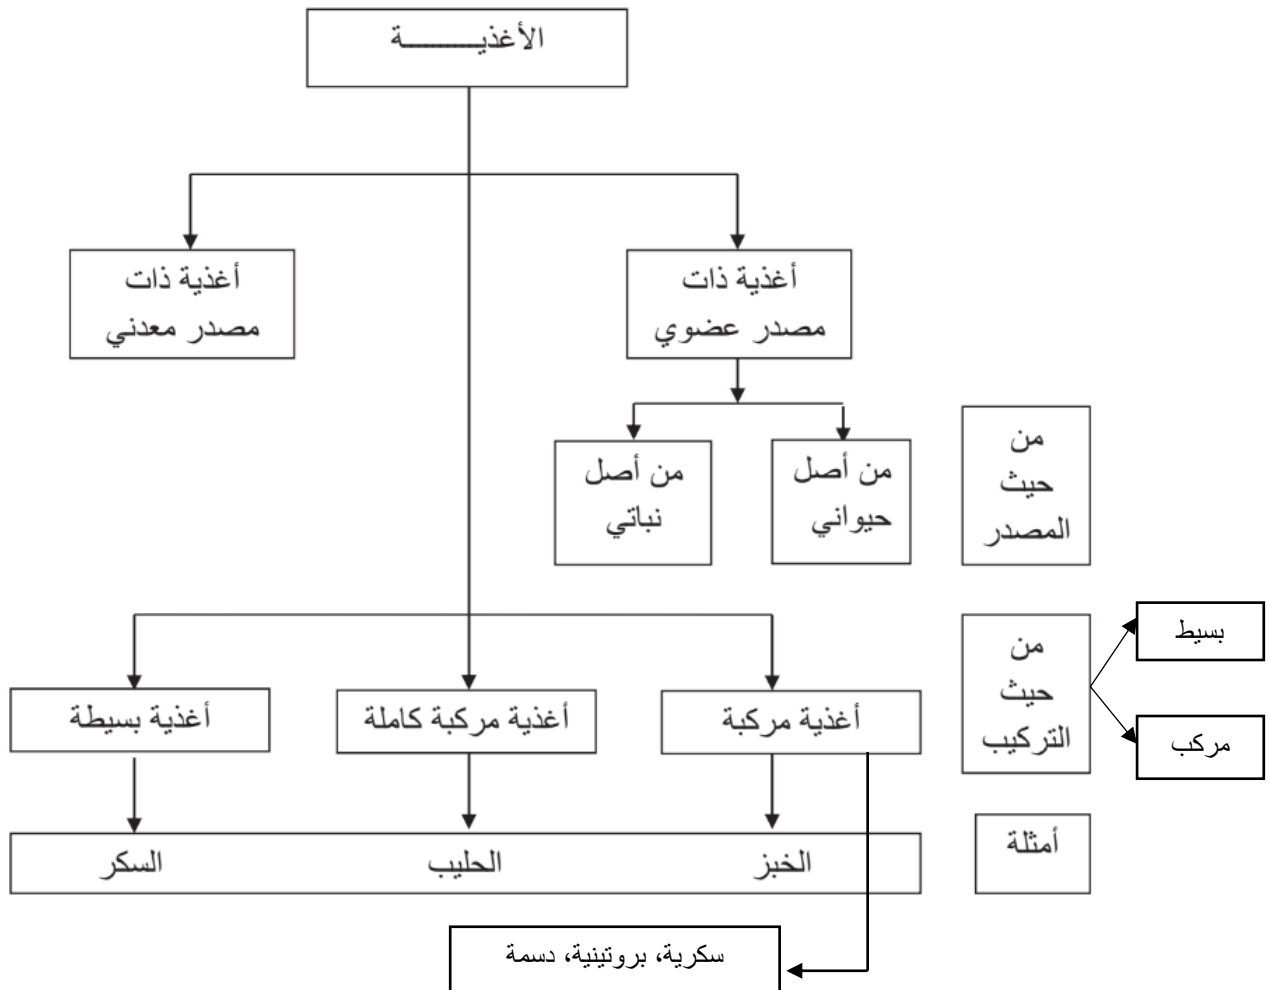 الأغذيـــــــــــة
أغذية ذات
مصدر عضوي
أغذية ذات
مصدر معدني
من
حيث
المصدر
من أصل
حيواني
من أصل
نباتي
من
حيث
التركيب
بسيط
مركب
أغذية مركبة
أغذية مركبة كاملة
أغذية بسيطة
أمثلة
الخبز
الحليب
السكر
سكرية، بروتينية، دسمة